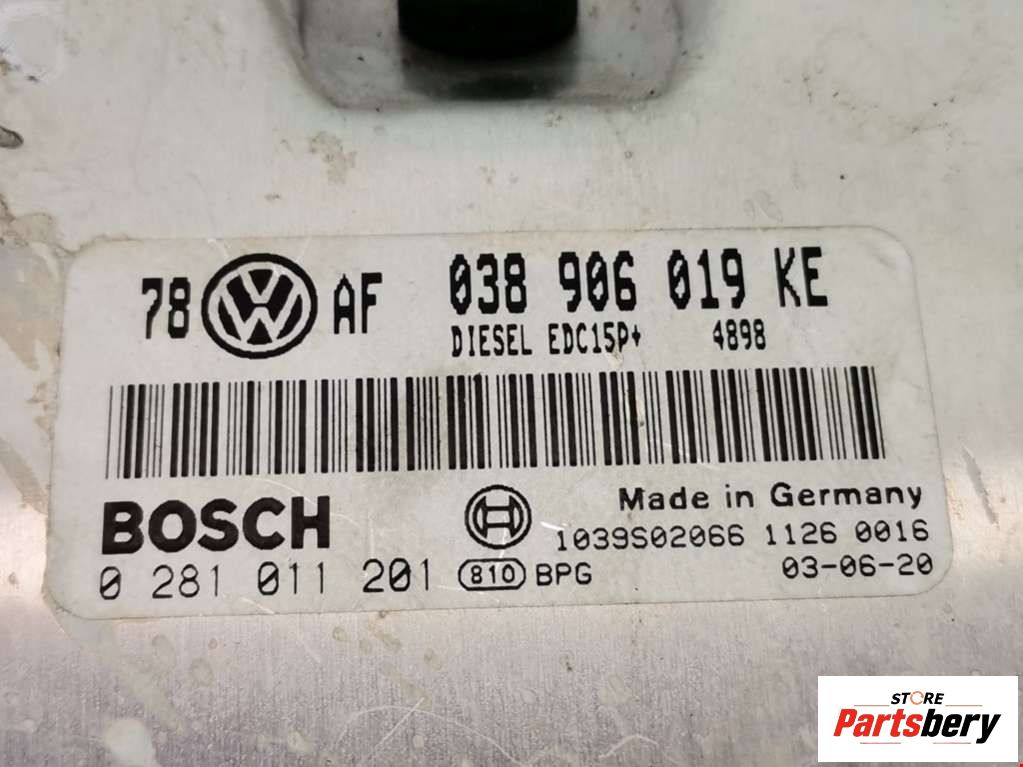 78 VW AF 038 906 019 KE
DIESEL EDC15P+ 4898
BOSCH
Made in Germany
1039S02066 1126 0016
0 281 011 201 810 BPG 03-06-20
STORE
Partsbery